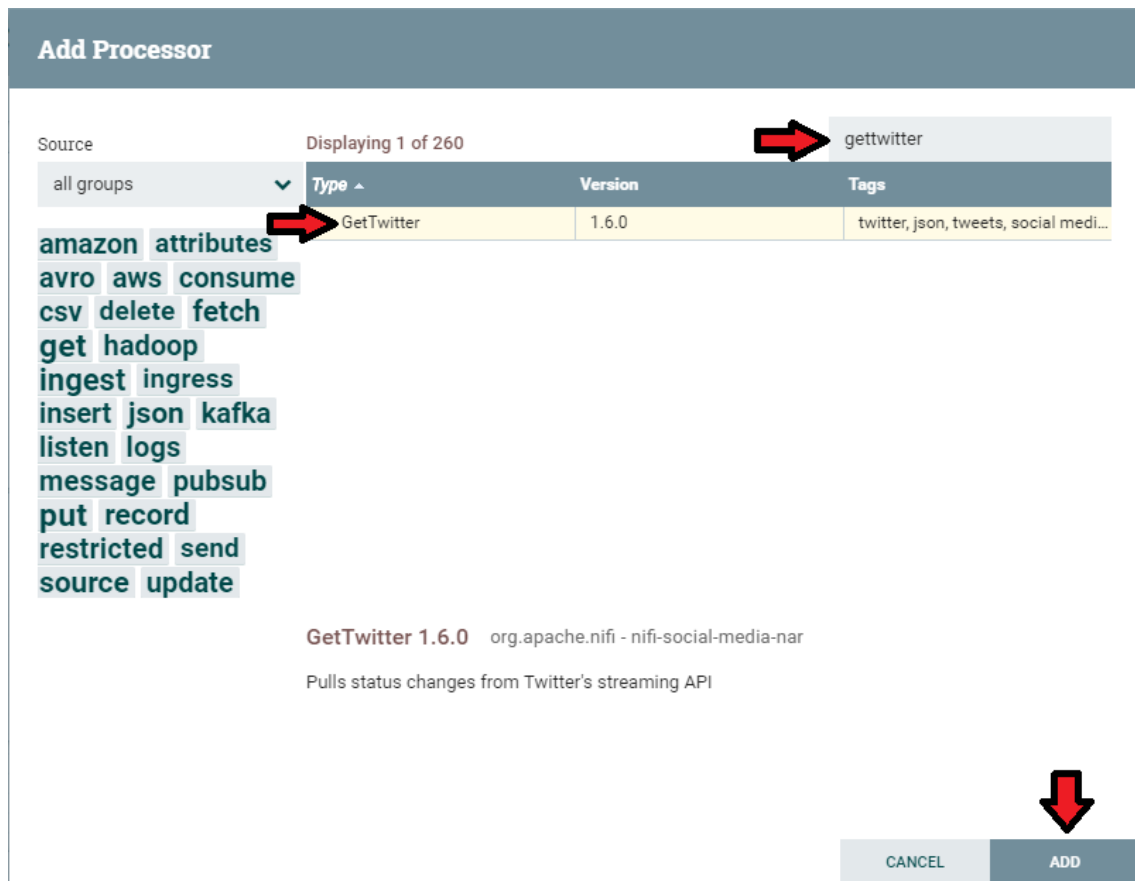 Add Processor
Source
Displaying 1 of 260
gettwitter
all groups
Type
Version
Tags
GetTwitter
1.6.0
twitter, json, tweets, social medi...
amazon attributes
avro aws consume
csv delete fetch
get hadoop
ingest ingress
insert json kafka
listen logs
message pubsub
put record
restricted send
source update
GetTwitter 1.6.0 org.apache.nifi - nifi-social-media-nar
Pulls status changes from Twitter's streaming API
CANCEL
ADD